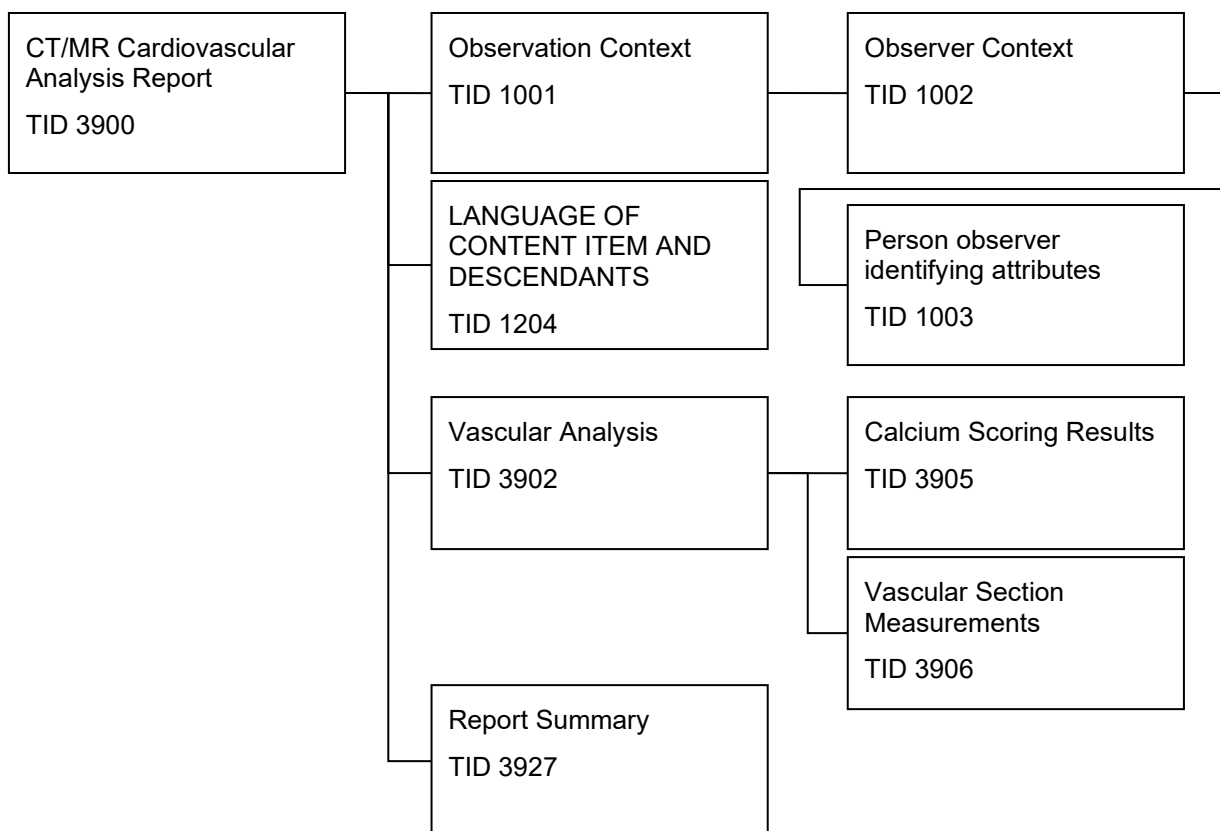 CT/MR Cardiovascular
Analysis Report
TID 3900
Observation Context
TID 1001
Observer Context
TID 1002
LANGUAGE OF
CONTENT ITEM AND
DESCENDANTS
TID 1204
Person observer
identifying attributes
TID 1003
Vascular Analysis
TID 3902
Calcium Scoring Results
TID 3905
Vascular Section
Measurements
TID 3906
Report Summary
TID 3927